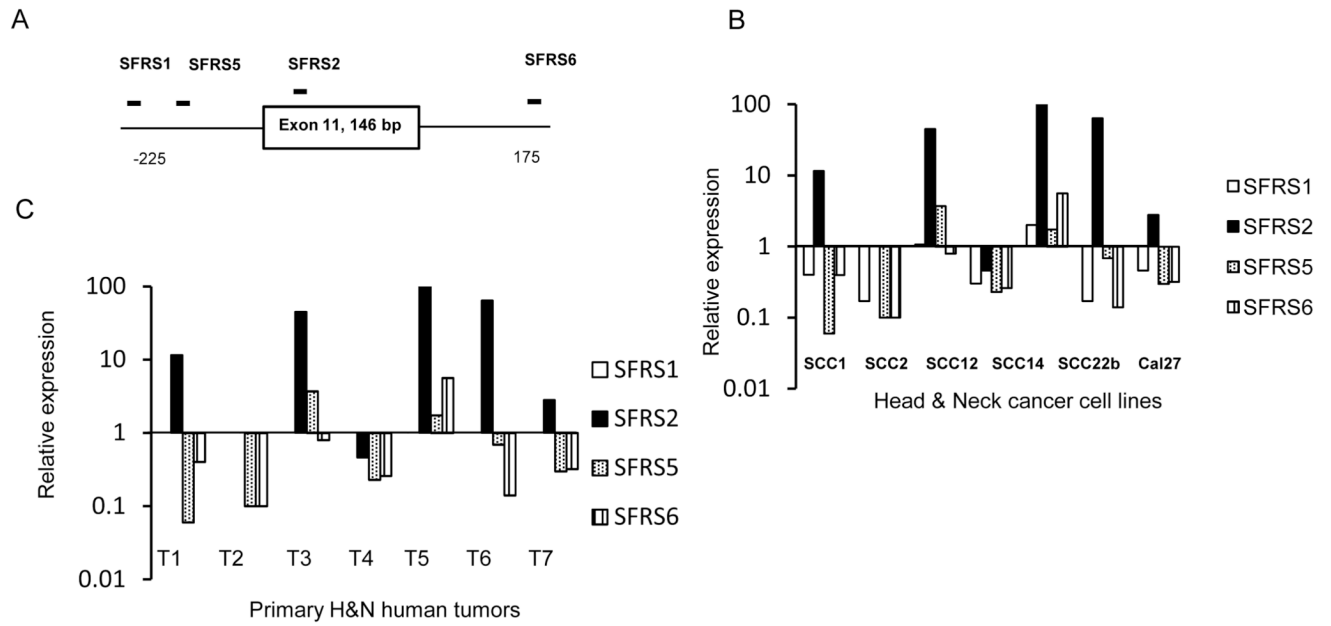 A
SFRS1
SFRS5
SFRS2
SFRS6
Exon 11, 146 bp
-225
175
B
100
10
1
0.1
0.01
Relative expression
SCC1 SCC2 SCC12 SCC14 SCC22b Cal27
Head & Neck cancer cell lines
SFRS1
SFRS2
SFRS5
SFRS6
C
100
10
1
0.1
0.01
Relative expression
T1 T2 T3 T4 T5 T6 T7
Primary H&N human tumors
SFRS1
SFRS2
SFRS5
SFRS6